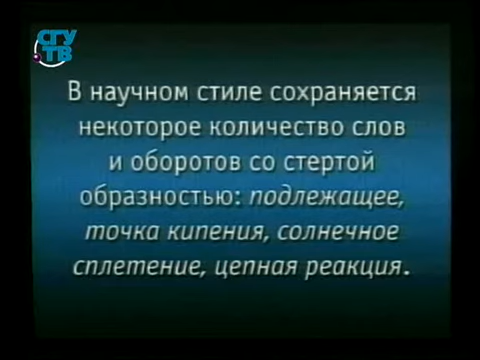 СГУ
ТВ
В научном стиле сохраняется
некоторое количество слов
и оборотов со стертой
образностью: подлежащее,
точка кипения, солнечное
сплетение, цепная реакция.